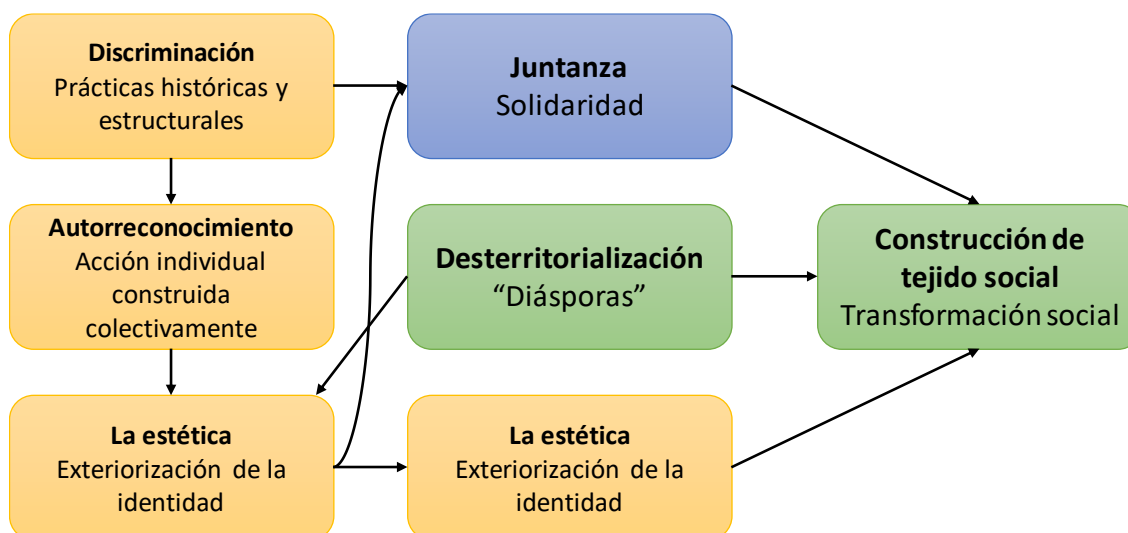 Discriminación
Prácticas históricas y
estructurales
Juntanza
Solidaridad
Autorreconocimiento
Acción individual
construida
colectivamente
Desterritorialización
“Diásporas”
Construcción de
tejido social
Transformación social
La estética
Exteriorización de la
identidad
La estética
Exteriorización de la
identidad